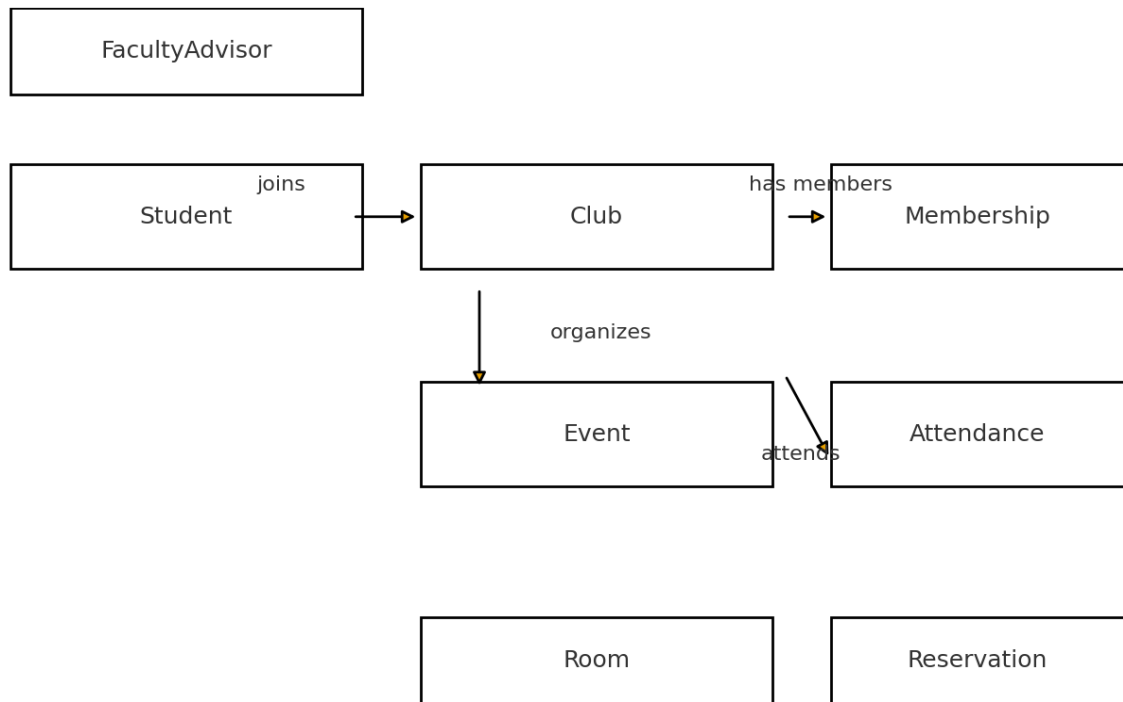 FacultyAdvisor
joins
has members
Student
Club
Membership
organizes
Event
Attendance
attends
Room
Reservation